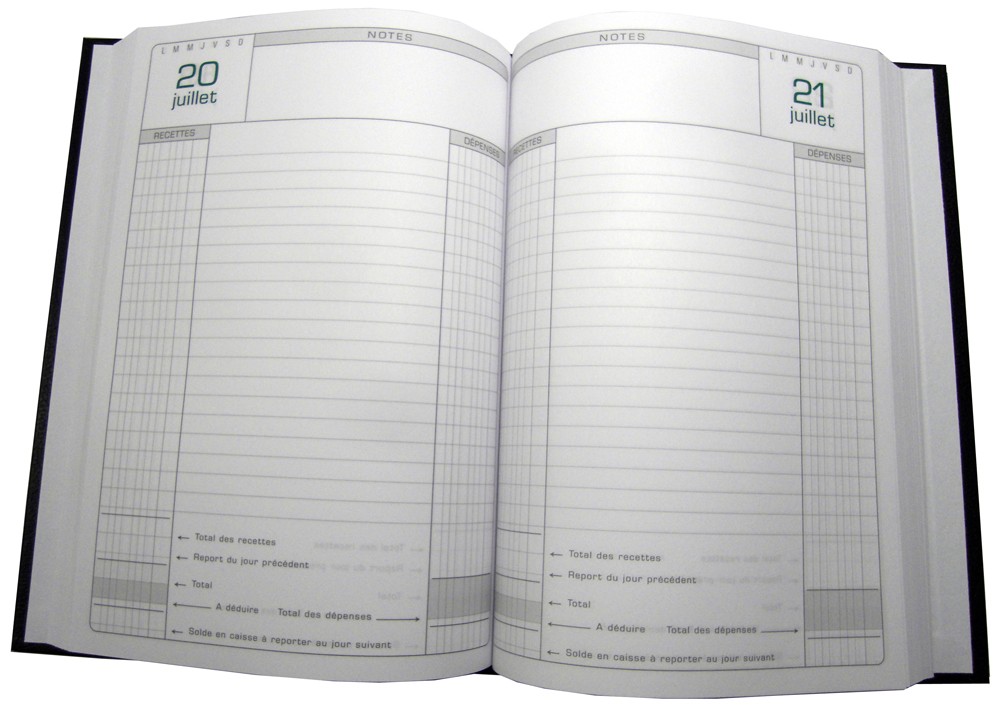 NOTES
L M M J V S D
20
juillet
RECETTES
DÉPENSES
← Total des recettes
← Report du jour précédent
← Total
← A déduire Total des dépenses →
← Solde en caisse à reporter au jour suivant
NOTES
L M M J V S D
21
juillet
RECETTES
DÉPENSES
← Total des recettes
← Report du jour précédent
← Total
← A déduire Total des dépenses →
← Solde en caisse à reporter au jour suivant